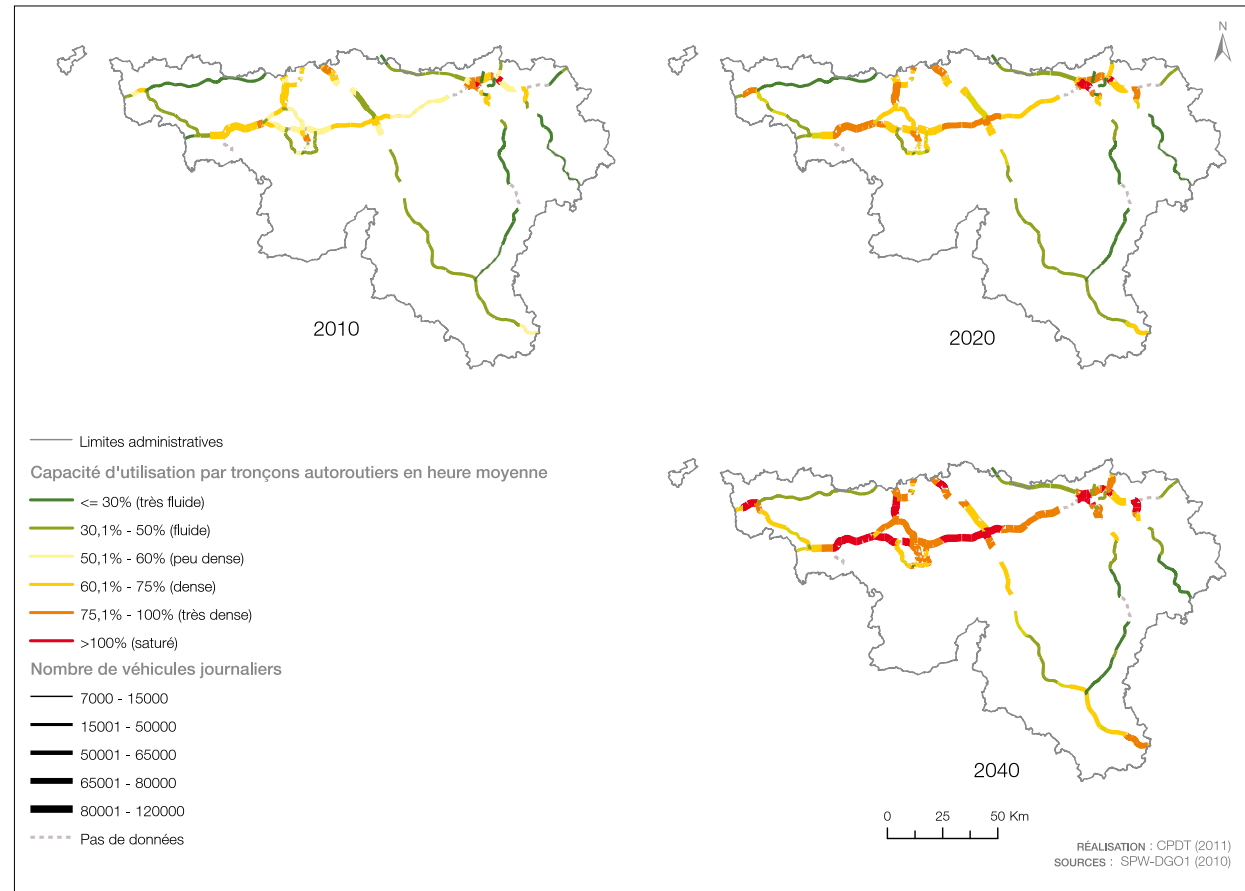 N
2010
2020
Limites administratives
Capacité d'utilisation par tronçons autoroutiers en heure moyenne
<= 30% (très fluide)
30,1% - 50% (fluide)
50,1% - 60% (peu dense)
60,1% - 75% (dense)
75,1% - 100% (très dense)
>100% (saturé)
Nombre de véhicules journaliers
7000 - 15000
15001 - 50000
50001 - 65000
65001 - 80000
80001 - 120000
Pas de données
2040
0 25 50 Km
RÉALISATION : CPDT (2011)
SOURCES : SPW-DGO1 (2010)